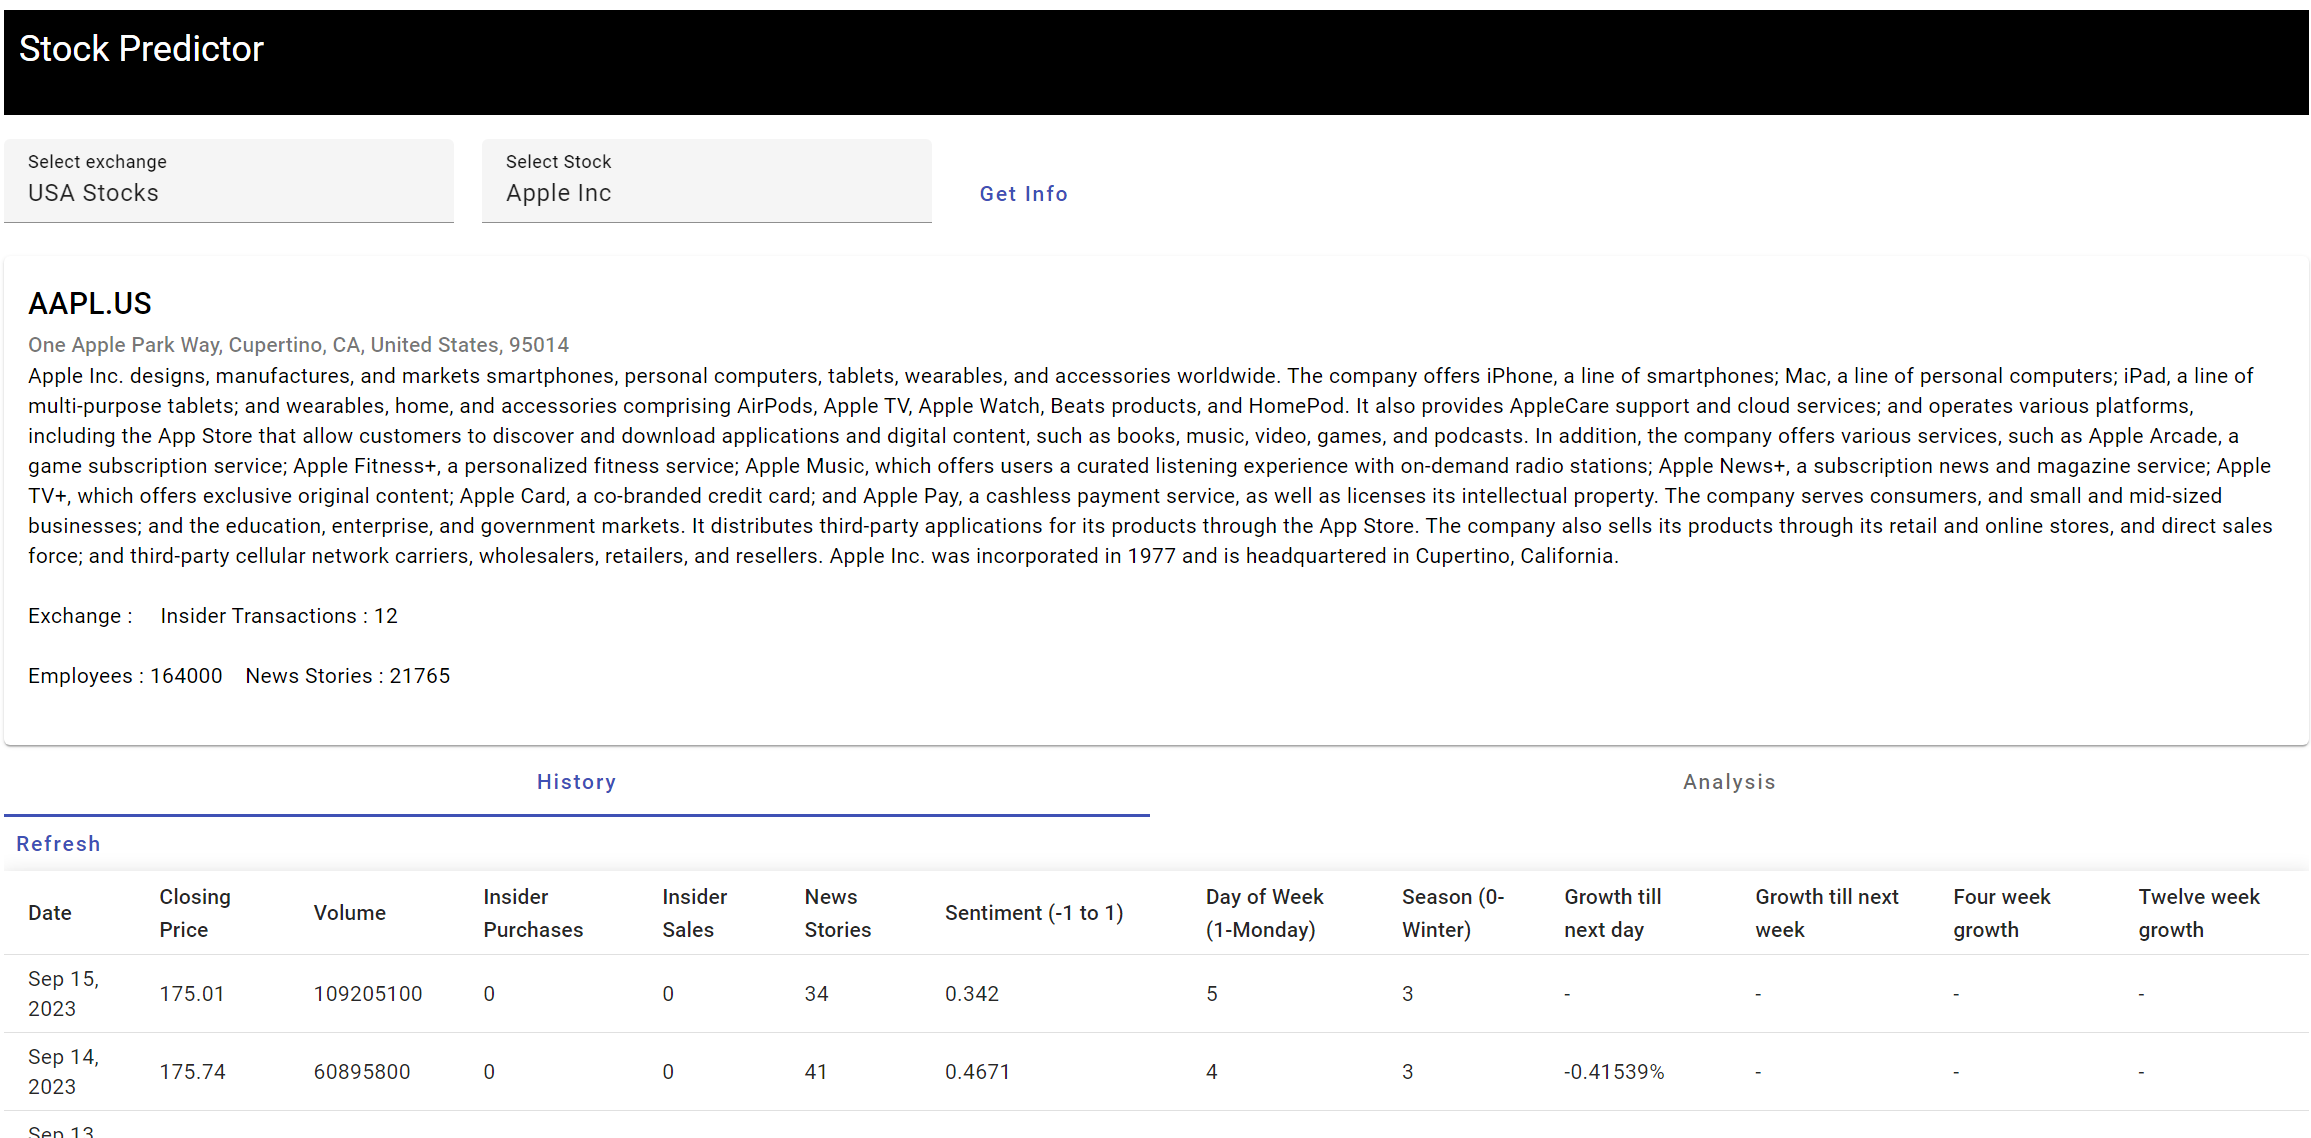 Stock Predictor
Select exchange
USA Stocks
Select Stock
Apple Inc
Get Info
AAPL.US
One Apple Park Way, Cupertino, CA, United States, 95014
Apple Inc. designs, manufactures, and markets smartphones, personal computers, tablets, wearables, and accessories worldwide. The company offers iPhone, a line of smartphones; Mac, a line of personal computers; iPad, a line of
multi-purpose tablets; and wearables, home, and accessories comprising AirPods, Apple TV, Apple Watch, Beats products, and HomePod. It also provides AppleCare support and cloud services; and operates various platforms,
including the App Store that allow customers to discover and download applications and digital content, such as books, music, video, games, and podcasts. In addition, the company offers various services, such as Apple Arcade, a
game subscription service; Apple Fitness+, a personalized fitness service; Apple Music, which offers users a curated listening experience with on-demand radio stations; Apple News+, a subscription news and magazine service; Apple
TV+, which offers exclusive original content; Apple Card, a co-branded credit card; and Apple Pay, a cashless payment service, as well as licenses its intellectual property. The company serves consumers, and small and mid-sized
businesses; and the education, enterprise, and government markets. It distributes third-party applications for its products through the App Store. The company also sells its products through its retail and online stores, and direct sales
force; and third-party cellular network carriers, wholesalers, retailers, and resellers. Apple Inc. was incorporated in 1977 and is headquartered in Cupertino, California.
Exchange : Insider Transactions : 12
Employees : 164000 News Stories : 21765
History
Analysis
Refresh
Date
Closing
Price
Volume
Insider
Purchases
Insider
Sales
News
Stories
Sentiment (-1 to 1)
Day of Week
(1-Monday)
Season (0-
Winter)
Growth till
next day
Growth till next
week
Four week
growth
Twelve week
growth
Sep 15,
2023
175.01
109205100
0
0
34
0.342
5
3
-
-
-
-
Sep 14,
2023
175.74
60895800
0
0
41
0.4671
4
3
-0.41539%
-
-
-
Sep 13